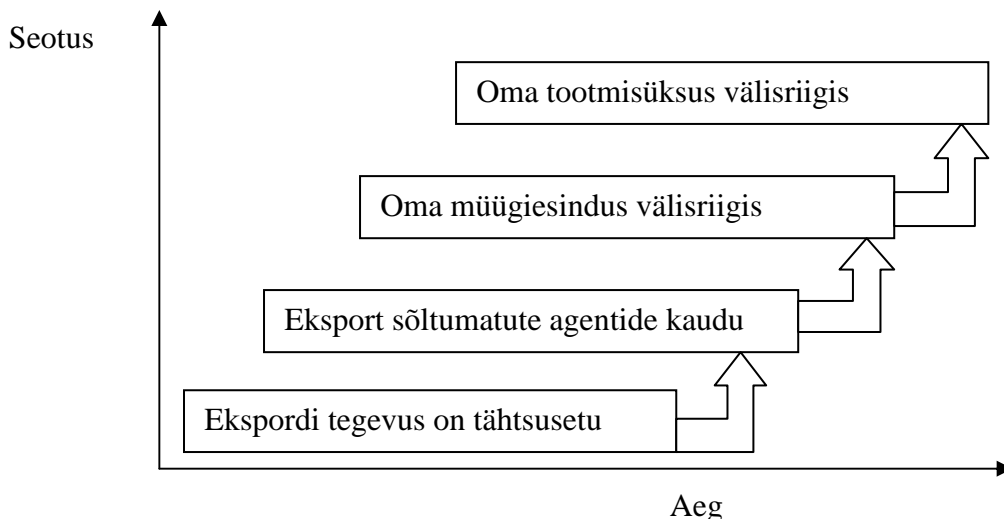 Seotus
Oma tootmisüksus välisriigis
Oma müügiesindus välisriigis
Eksport sõltumatute agentide kaudu
Ekspordi tegevus on tähtsusetu
Aeg